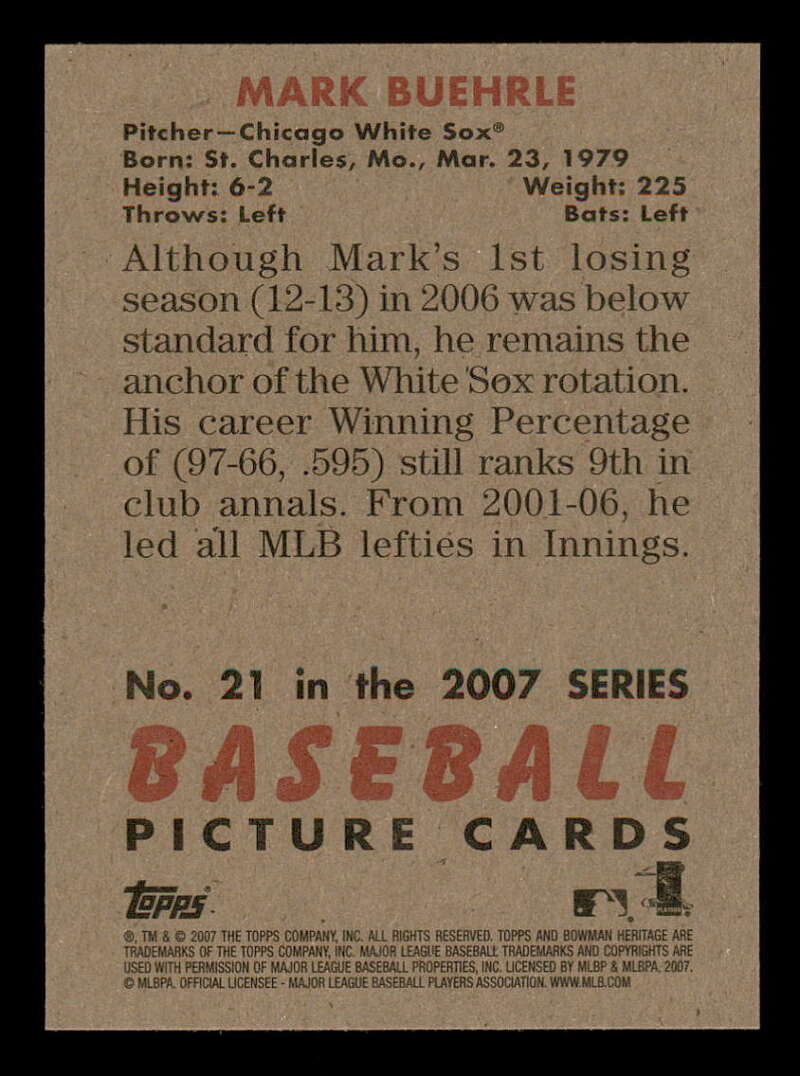 MARK BUEHRLE
Pitcher—Chicago White Sox®
Born: St. Charles, Mo., Mar. 23, 1979
Height: 6-2 Weight: 225
Throws: Left Bats: Left
Although Mark's 1st losing
season (12-13) in 2006 was below
standard for him, he remains the
anchor of the White Sox rotation.
His career Winning Percentage
of (97-66, .595) still ranks 9th in
club annals. From 2001-06, he
led all MLB lefties in Innings.
No. 21 in the 2007 SERIES
BASEBALL
PICTURE CARDS
Topps®
®, TM & © 2007 THE TOPPS COMPANY, INC. ALL RIGHTS RESERVED. TOPPS AND BOWMAN HERITAGE ARE
TRADEMARKS OF THE TOPPS COMPANY, INC. MAJOR LEAGUE BASEBALL TRADEMARKS AND COPYRIGHTS ARE
USED WITH PERMISSION OF MAJOR LEAGUE BASEBALL PROPERTIES, INC. LICENSED BY MLBP & MLBPA, 2007.
© MLBPA. OFFICIAL LICENSEE - MAJOR LEAGUE BASEBALL PLAYERS ASSOCIATION. WWW.MLB.COM